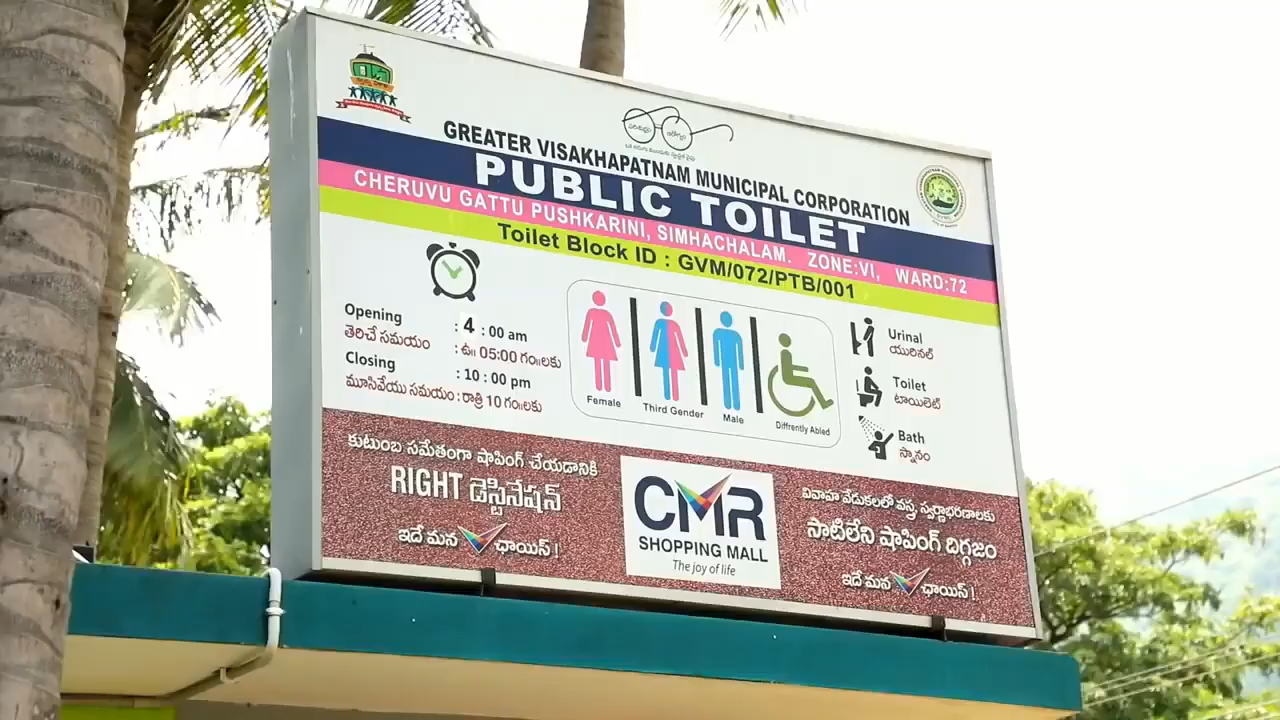 పరిశుభ్రం ఆరోగ్యం
GREATER VISAKHAPATNAM MUNICIPAL CORPORATION
PUBLIC TOILET
CHERUVU GATTU PUSHKARINI, SIMHACHALAM. ZONE:VI, WARD:72
Toilet Block ID : GVM/072/PTB/001
Opening : 4 : 00 am
తెరిచే సమయం : ఉ॥ 05:00 గం॥లకు
Closing : 10 : 00 pm
మూసివేయు సమయం : రాత్రి 10 గం॥లకు
Female
Third Gender
Male
Diffrently Abled
Urinal
యురినల్
Toilet
టాయిలెట్
Bath
స్నానం
కుటుంబ సమేతంగా షాపింగ్ చేయడానికి
RIGHT డెస్టినేషన్
ఇదే మన ఛాయిస్ !
CMR
SHOPPING MALL
The joy of life
వివాహ వేడుకలలో వస్త్ర, స్వర్ణాభరణాలకు
సాటిలేని షాపింగ్ దిగ్గజం
ఇదే మన ఛాయిస్ !